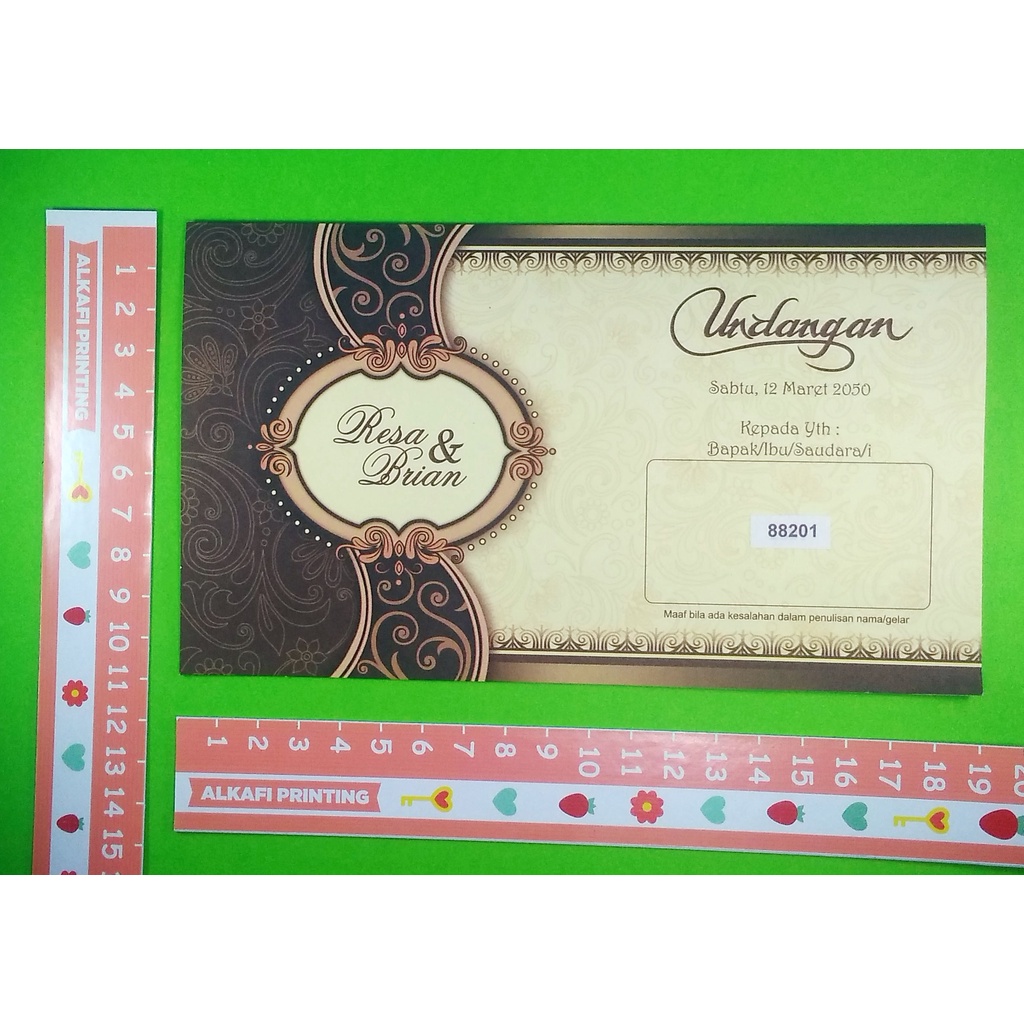 ALKAFI PRINTING
1 2 3 4 5 6 7 8 9 10 11 12 13 14 15
Resa
&
Brian
Undangan
Sabtu, 12 Maret 2050
Kepada Yth :
Bapak/Ibu/Saudara/i
88201
Maaf bila ada kesalahan dalam penulisan nama/gelar
1 2 3 4 5 6 7 8 9 10 11 12 13 14 15 16 17 18 19 20
ALKAFI PRINTING